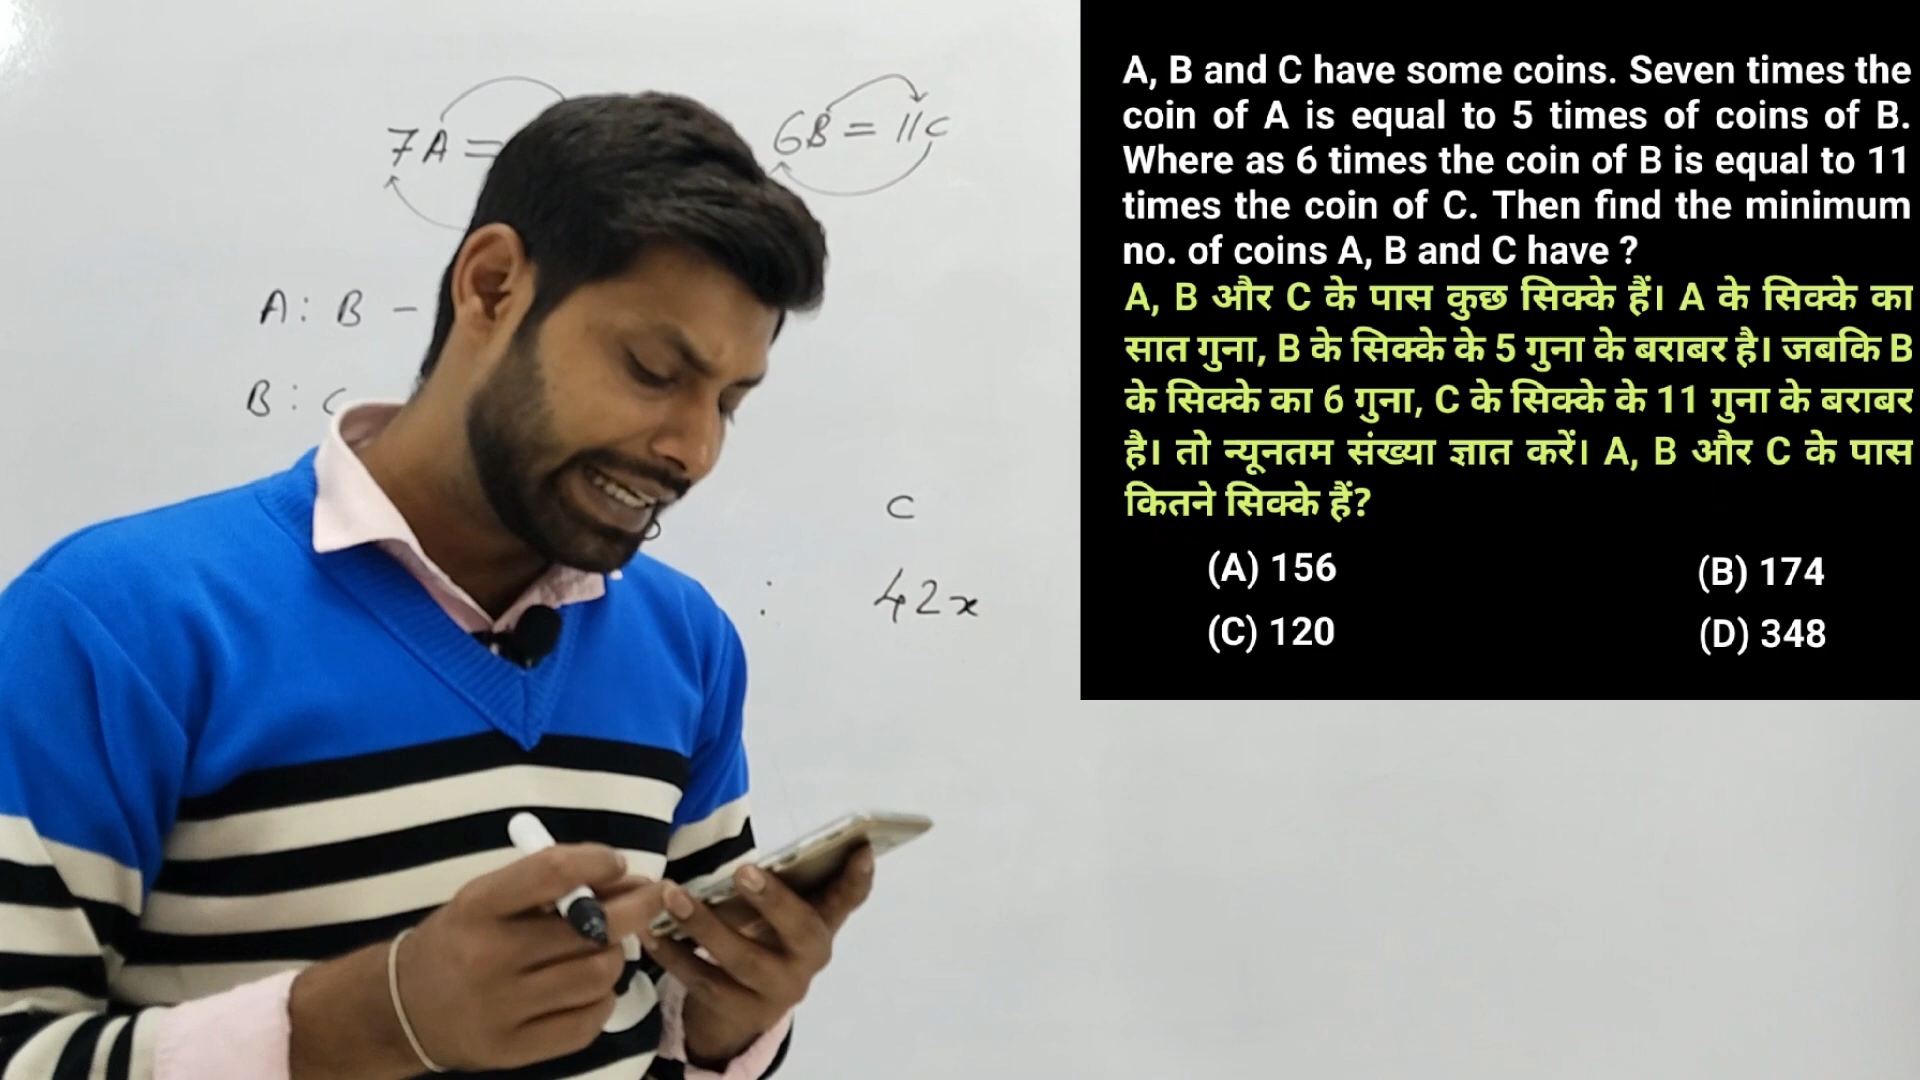 7A =
6B = 11C
A : B -
B : C
C
: 42x
A, B and C have some coins. Seven times the
coin of A is equal to 5 times of coins of B.
Where as 6 times the coin of B is equal to 11
times the coin of C. Then find the minimum
no. of coins A, B and C have ?
A, B और C के पास कुछ सिक्के हैं। A के सिक्के का
सात गुना, B के सिक्के के 5 गुना के बराबर है। जबकि B
के सिक्के का 6 गुना, C के सिक्के के 11 गुना के बराबर
है। तो न्यूनतम संख्या ज्ञात करें। A, B और C के पास
कितने सिक्के हैं?
(A) 156 (B) 174
(C) 120 (D) 348